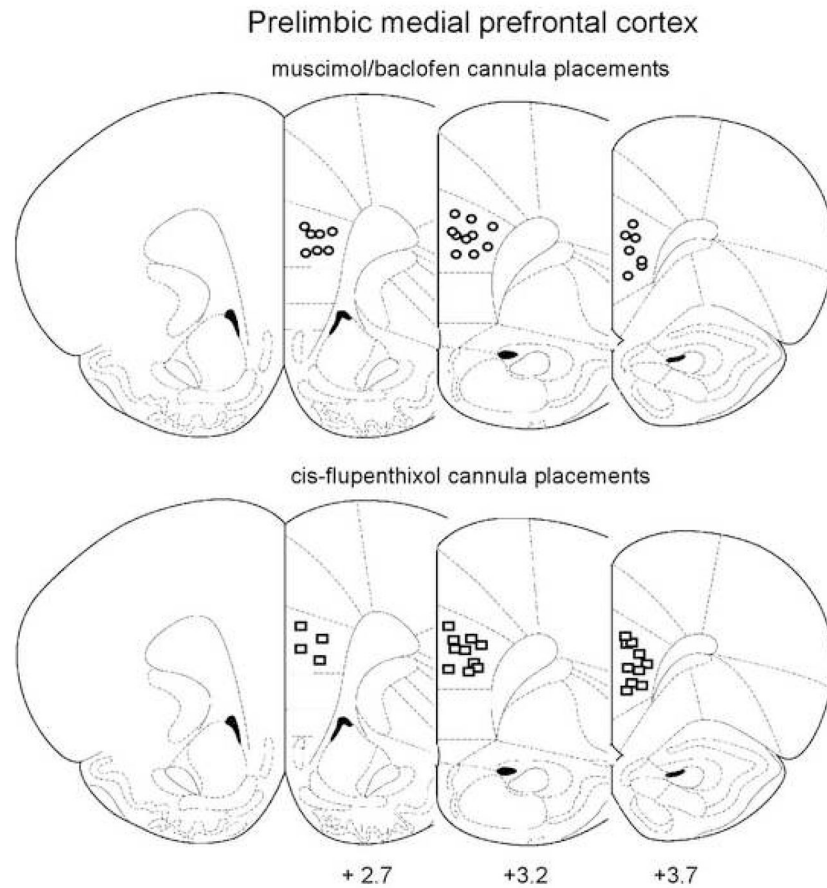 Prelimbic medial prefrontal cortex
muscimol/baclofen cannula placements
cis-flupenthixol cannula placements
+ 2.7 +3.2 +3.7